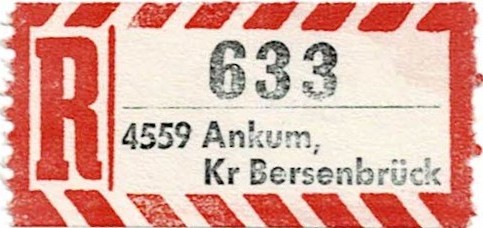 R
633
4559 Ankum,
Kr Bersenbrück